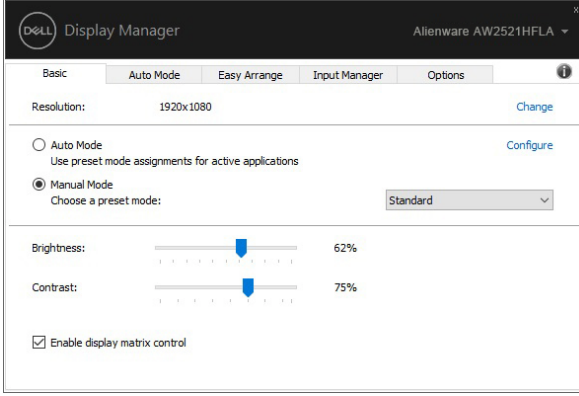 DELL Display Manager Alienware AW2521HFLA
Basic Auto Mode Easy Arrange Input Manager Options
Resolution: 1920x1080 Change
Auto Mode Configure
Use preset mode assignments for active applications
Manual Mode
Choose a preset mode: Standard
Brightness: 62%
Contrast: 75%
Enable display matrix control